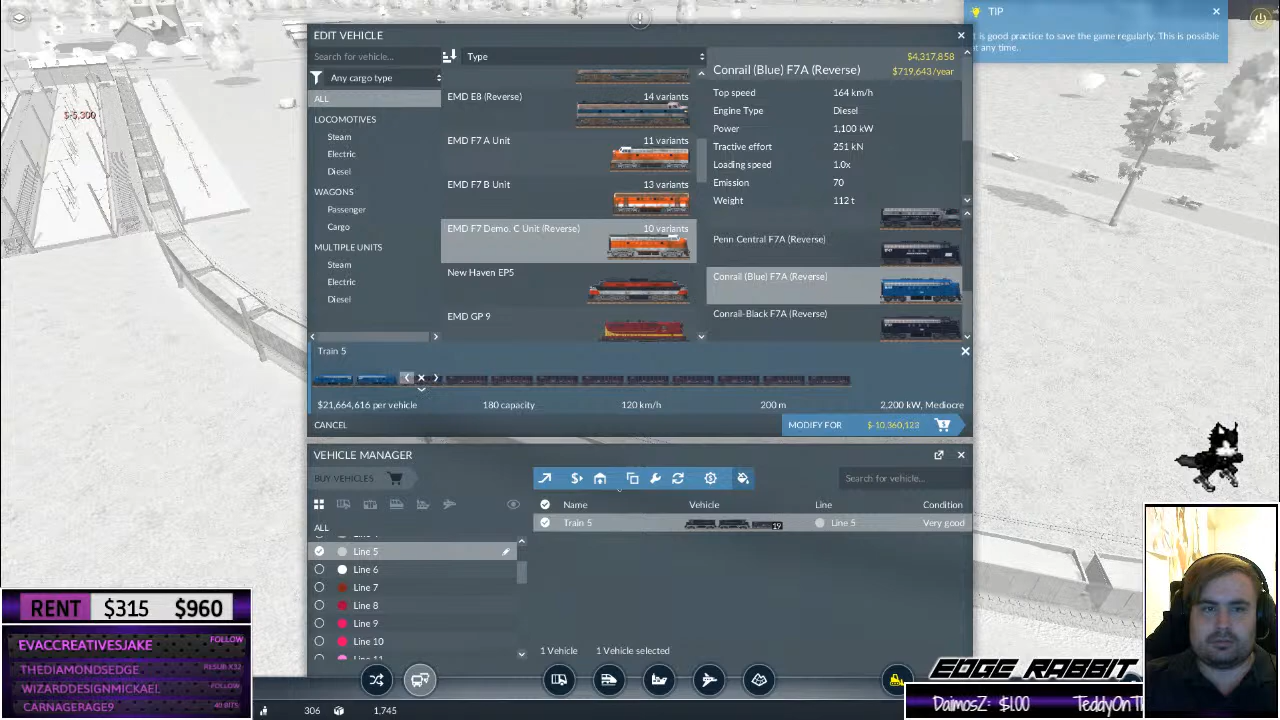 EDIT VEHICLE
TIP
is good practice to save the game regularly. This is possible
at any time.
Search for vehicle...
Type
Any cargo type
ALL
LOCOMOTIVES
Steam
Electric
Diesel
WAGONS
Passenger
Cargo
MULTIPLE UNITS
Steam
Electric
Diesel
EMD E8 (Reverse)
14 variants
EMD F7 A Unit
11 variants
EMD F7 B Unit
13 variants
EMD F7 Demo. C Unit (Reverse)
10 variants
New Haven EP5
EMD GP 9
$4,317,858
Conrail (Blue) F7A (Reverse)
$719,643/year
Top speed 164 km/h
Engine Type Diesel
Power 1,100 kW
Tractive effort 251 kN
Loading speed 1.0x
Emission 70
Weight 112 t
Penn Central F7A (Reverse)
Conrail (Blue) F7A (Reverse)
Conrail-Black F7A (Reverse)
$-5,300
Train 5
$21,664,616 per vehicle 180 capacity 120 km/h 200 m 2,200 kW, Mediocre
CANCEL
MODIFY FOR $-10,360,123
VEHICLE MANAGER
BUY VEHICLES
Search for vehicle...
Name Vehicle Line Condition
Train 5 19 Line 5 Very good
ALL
Line 5
Line 6
Line 7
Line 8
Line 9
Line 10
1 Vehicle 1 Vehicle selected
306 1,745
RENT $315 $960
EVACCREATIVESJAKE FOLLOW
THEDIAMONDSEDGE RESUB X32
WIZARDDESIGNMICKAEL FOLLOW
CARNAGERAGE9 40 BITS
EDGE RABBIT
DaimosZ: $1.00 TeddyOnTh